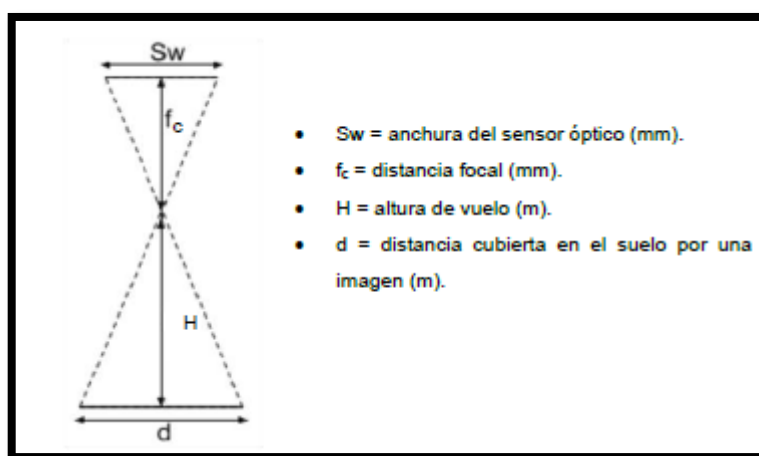 Sw
fc
H
d
• Sw = anchura del sensor óptico (mm).
• fc = distancia focal (mm).
• H = altura de vuelo (m).
• d = distancia cubierta en el suelo por una
imagen (m).